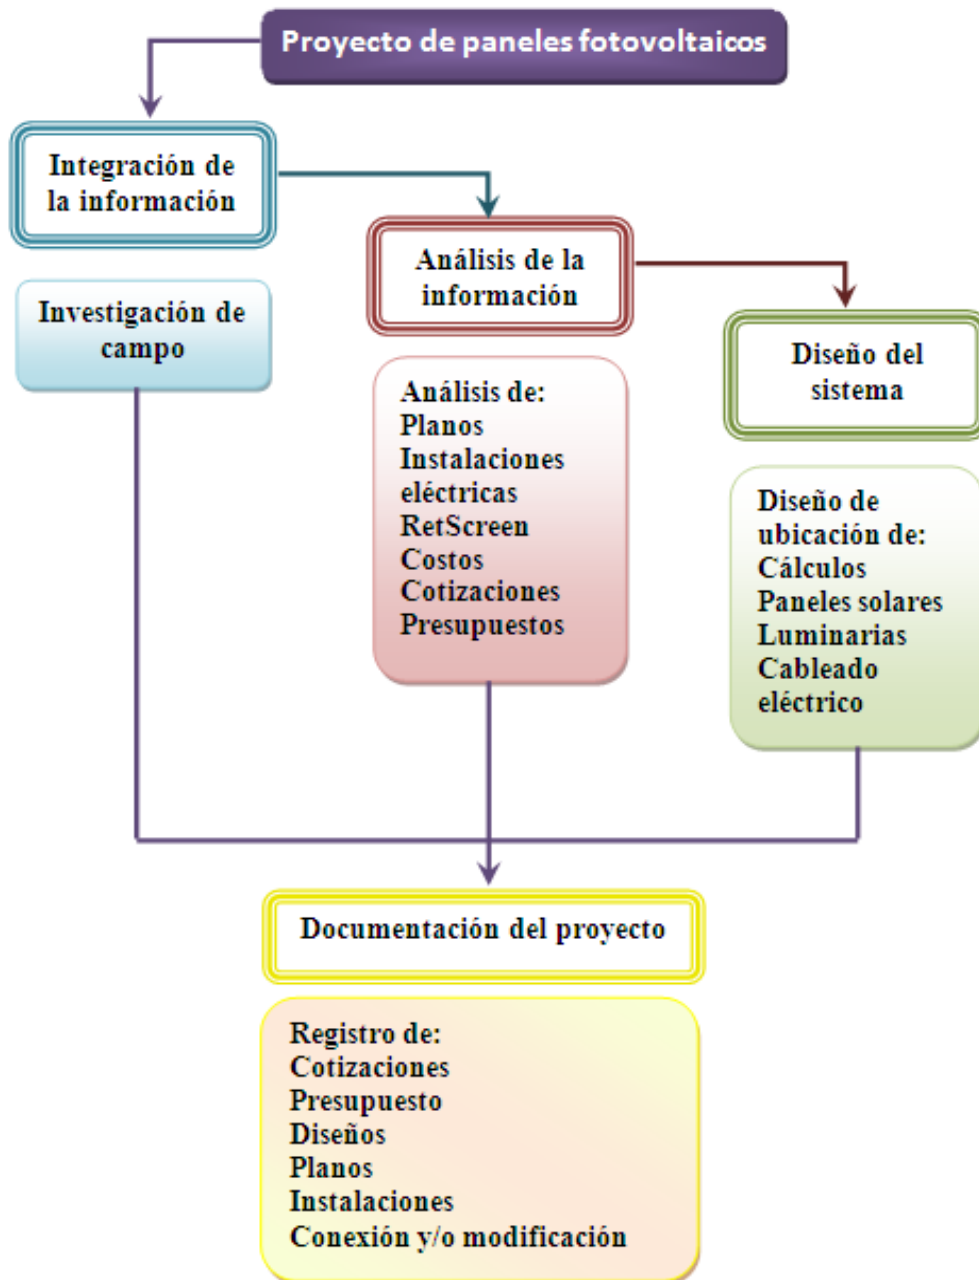 Proyecto de paneles fotovoltaicos
Integración de
la información
Investigación de
campo
Análisis de la
información
Análisis de:
Planos
Instalaciones
eléctricas
RetScreen
Costos
Cotizaciones
Presupuestos
Diseño del
sistema
Diseño de
ubicación de:
Cálculos
Paneles solares
Luminarias
Cableado
eléctrico
Documentación del proyecto
Registro de:
Cotizaciones
Presupuesto
Diseños
Planos
Instalaciones
Conexión y/o modificación